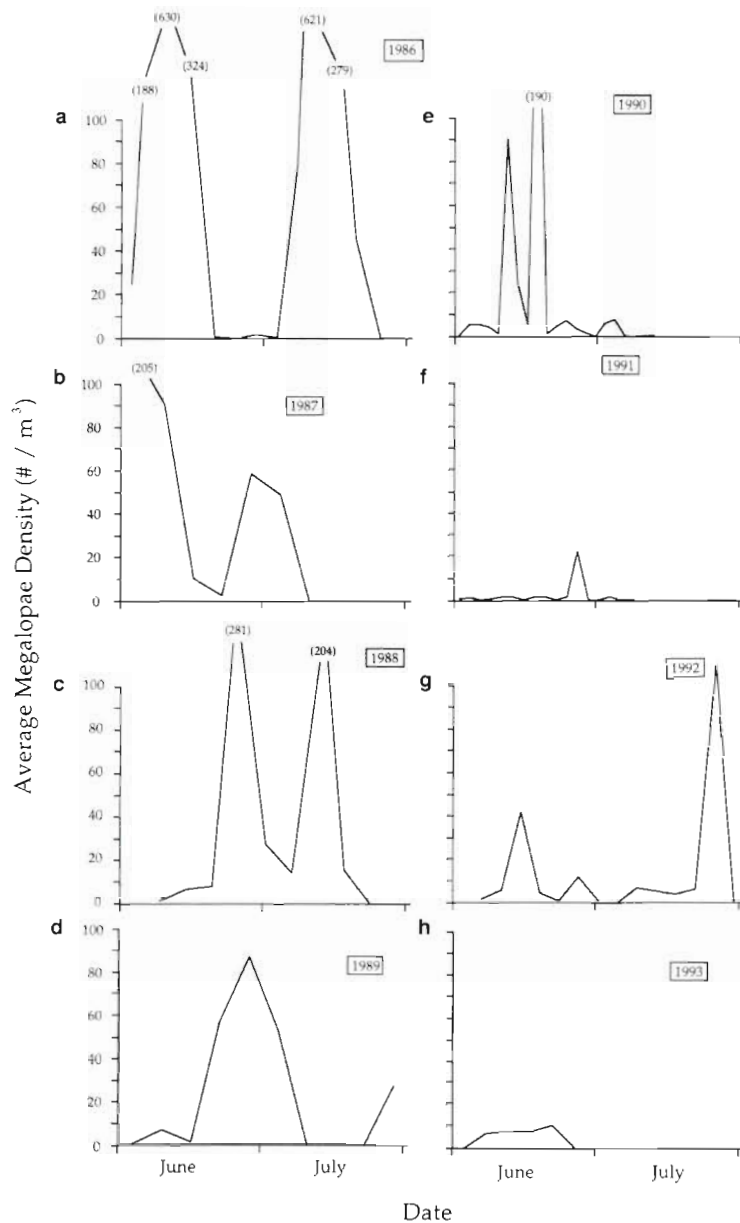 (630)
(621)
1986
(324)
(279)
(188)
a
100
80
60
40
20
0
(190)
1990
e
b
(205)
1987
100
80
60
40
20
0
f
1991
c
(281)
(204)
1988
100
80
60
40
20
0
g
1992
d
1989
100
80
60
40
20
0
h
1993
June
July
June
July
Average Megalopae Density (# / m³)
Date